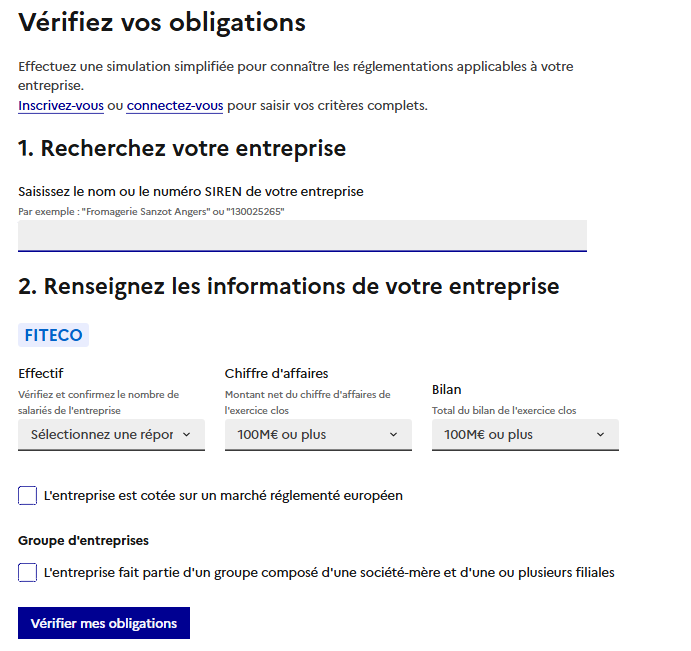 Vérifiez vos obligations
Effectuez une simulation simplifiée pour connaître les réglementations applicables à votre
entreprise.
Inscrivez-vous ou connectez-vous pour saisir vos critères complets.
1. Recherchez votre entreprise
Saisissez le nom ou le numéro SIREN de votre entreprise
Par exemple : "Fromagerie Sanzot Angers" ou "130025265"
2. Renseignez les informations de votre entreprise
FITECO
Effectif
Vérifiez et confirmez le nombre de
salariés de l'entreprise
Sélectionnez une répor
Chiffre d'affaires
Montant net du chiffre d'affaires de
l'exercice clos
100M€ ou plus
Bilan
Total du bilan de l'exercice clos
100M€ ou plus
L'entreprise est cotée sur un marché réglementé européen
Groupe d'entreprises
L'entreprise fait partie d'un groupe composé d'une société-mère et d'une ou plusieurs filiales
Vérifier mes obligations